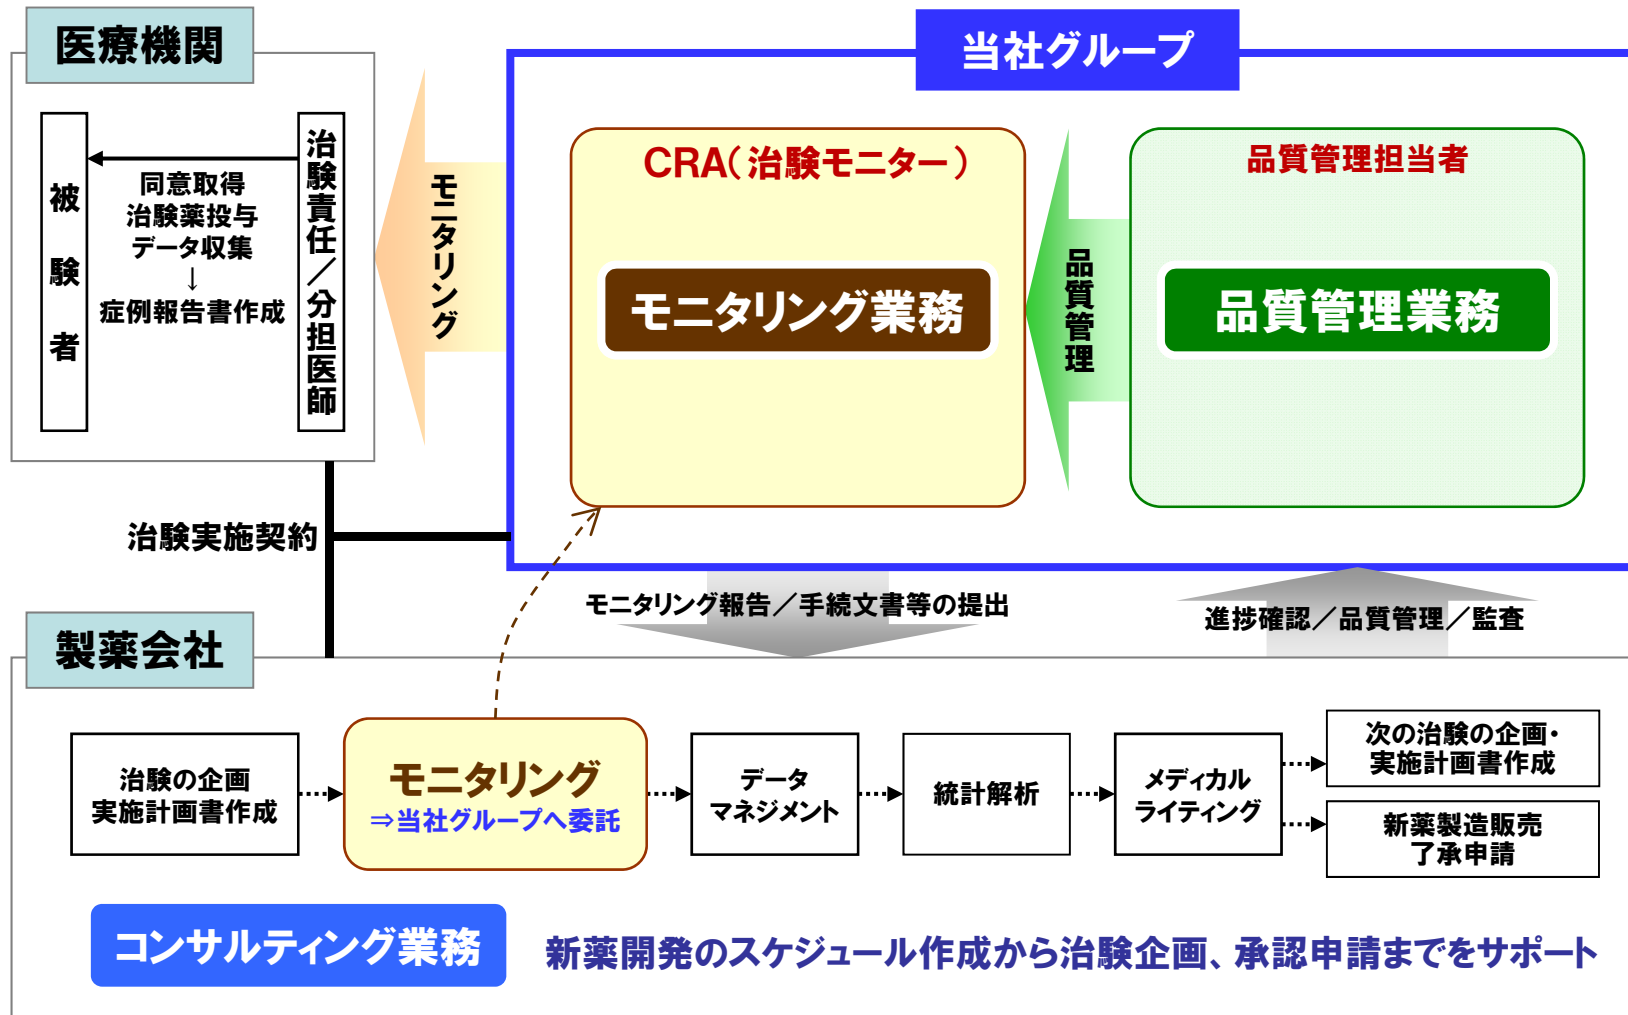 医療機関
当社グループ
被験者
同意取得
治験薬投与
データ収集
↓
症例報告書作成
治験責任／分担医師
モニタリング
CRA（治験モニター）
モニタリング業務
品質管理
品質管理担当者
品質管理業務
治験実施契約
モニタリング報告／手続文書等の提出
進捗確認／品質管理／監査
製薬会社
治験の企画
実施計画書作成
モニタリング
⇒当社グループへ委託
データ
マネジメント
統計解析
メディカル
ライティング
次の治験の企画・
実施計画書作成
新薬製造販売
了承申請
コンサルティング業務
新薬開発のスケジュール作成から治験企画、承認申請までをサポート